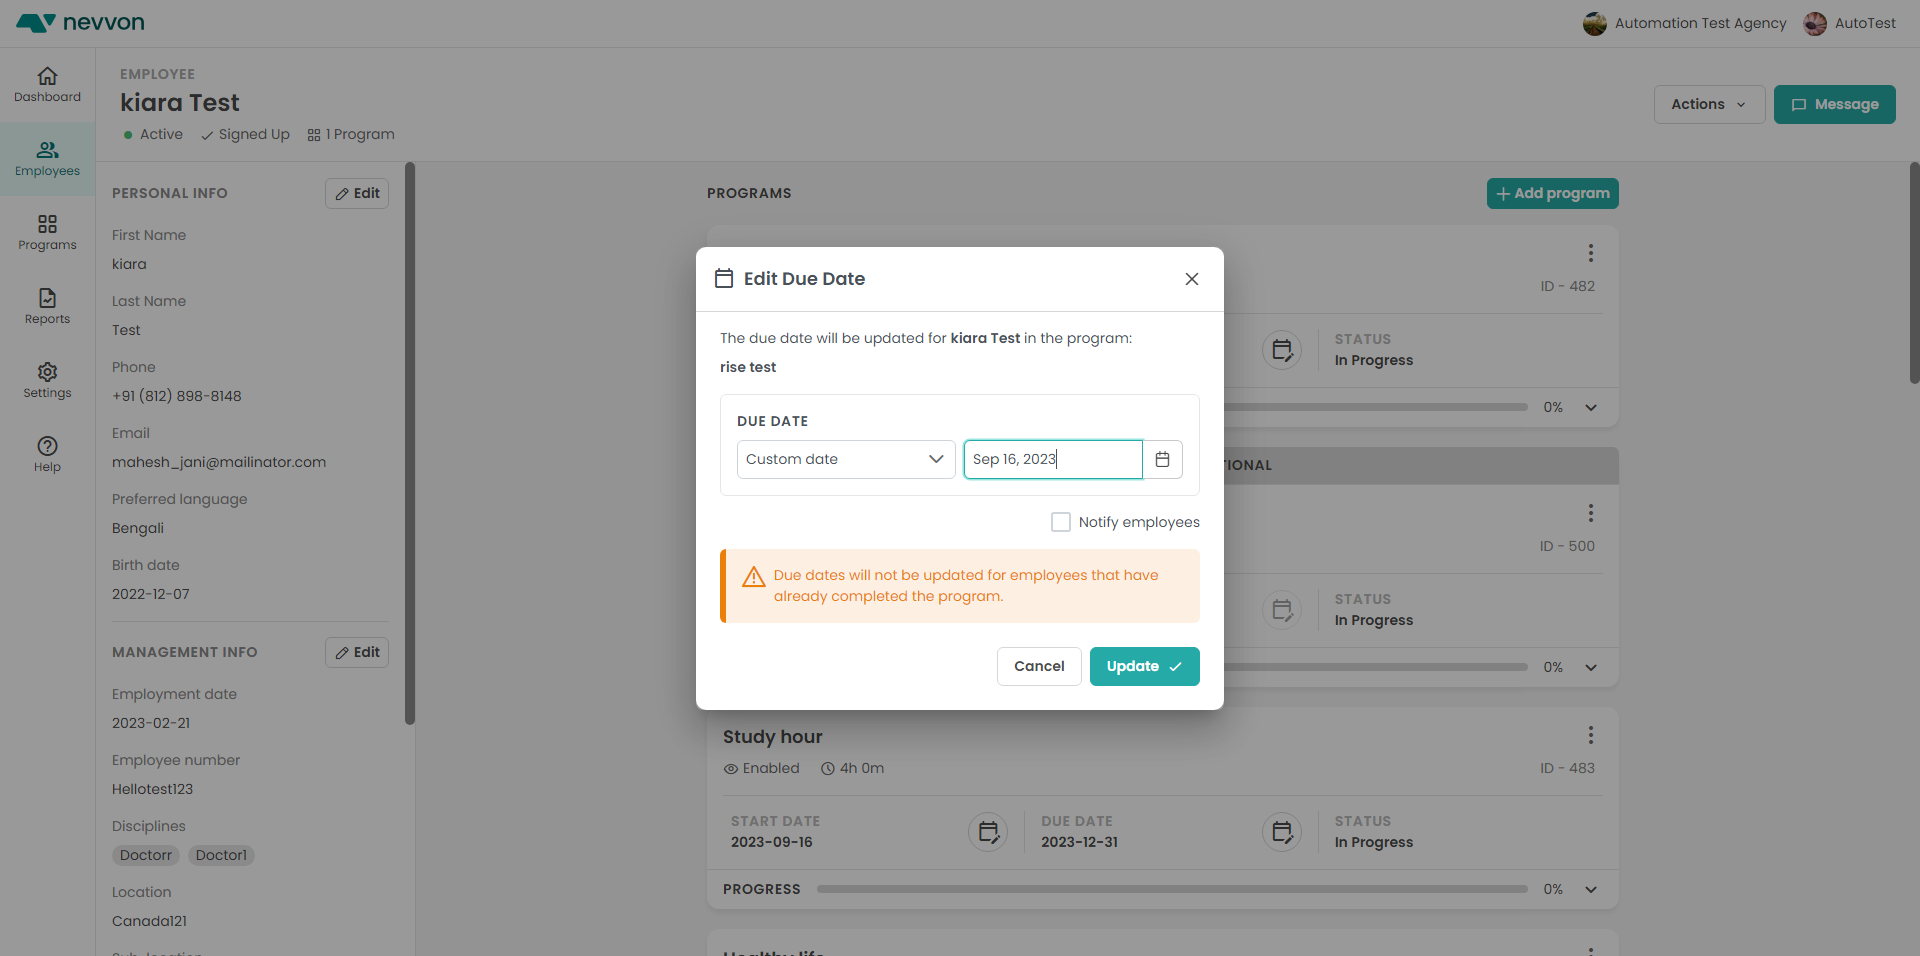 nevvon
Automation Test Agency
AutoTest
Dashboard
Employees
Programs
Reports
Settings
Help
EMPLOYEE
kiara Test
Active
Signed Up
1 Program
Actions
Message
PERSONAL INFO
Edit
First Name
kiara
Last Name
Test
Phone
+91 (812) 898-8148
Email
mahesh_jani@mailinator.com
Preferred language
Bengali
Birth date
2022-12-07
MANAGEMENT INFO
Edit
Employment date
2023-02-21
Employee number
Hellotest123
Disciplines
Doctorr Doctor1
Location
Canada121
PROGRAMS
Add program
ID - 482
STATUS
In Progress
0%
Edit Due Date
The due date will be updated for kiara Test in the program:
rise test
DUE DATE
Custom date
Sep 16, 2023
Notify employees
Due dates will not be updated for employees that have
already completed the program.
Cancel
Update
IONAL
ID - 500
STATUS
In Progress
0%
Study hour
Enabled
4h 0m
ID - 483
START DATE
2023-09-16
DUE DATE
2023-12-31
STATUS
In Progress
PROGRESS
0%
Healthy life